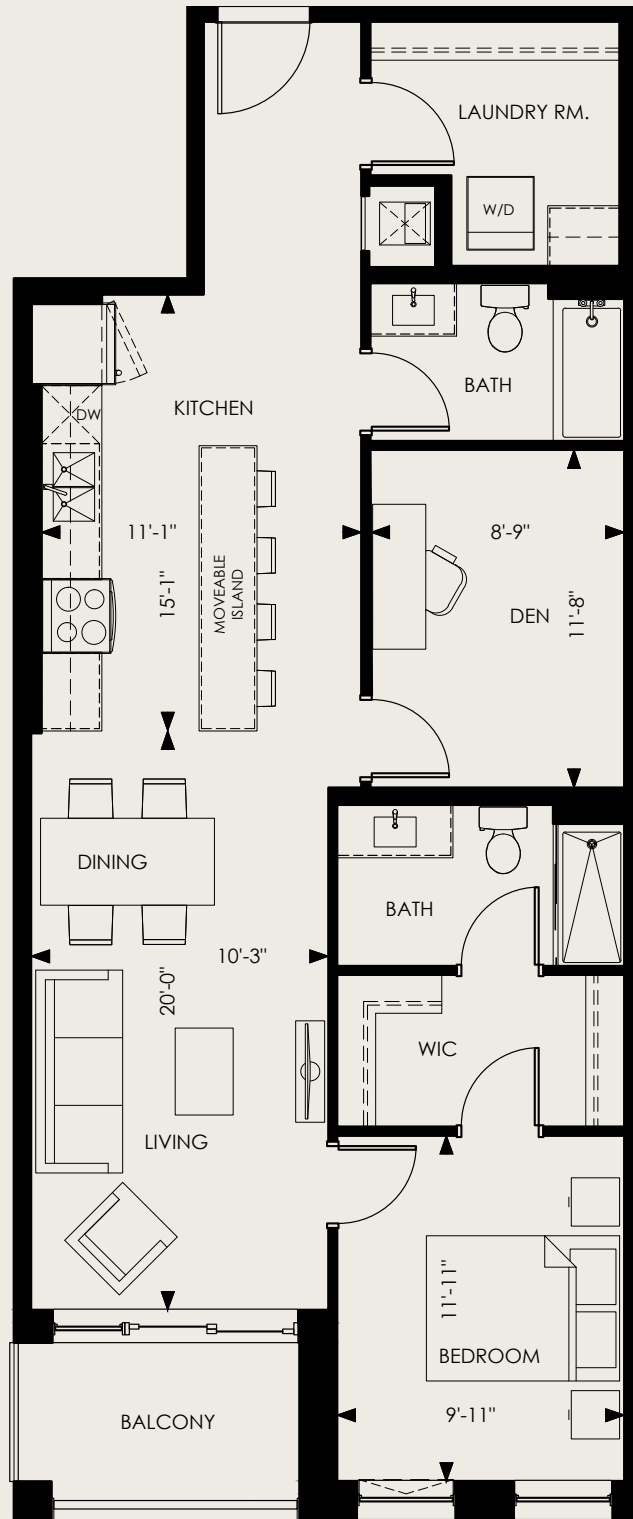 LAUNDRY RM.
W/D
BATH
DW
KITCHEN
11'-1"
15'-1"
MOVEABLE
ISLAND
8'-9"
DEN
11'-8"
DINING
BATH
10'-3"
20'-0"
WIC
LIVING
11'-11"
BEDROOM
9'-11"
BALCONY